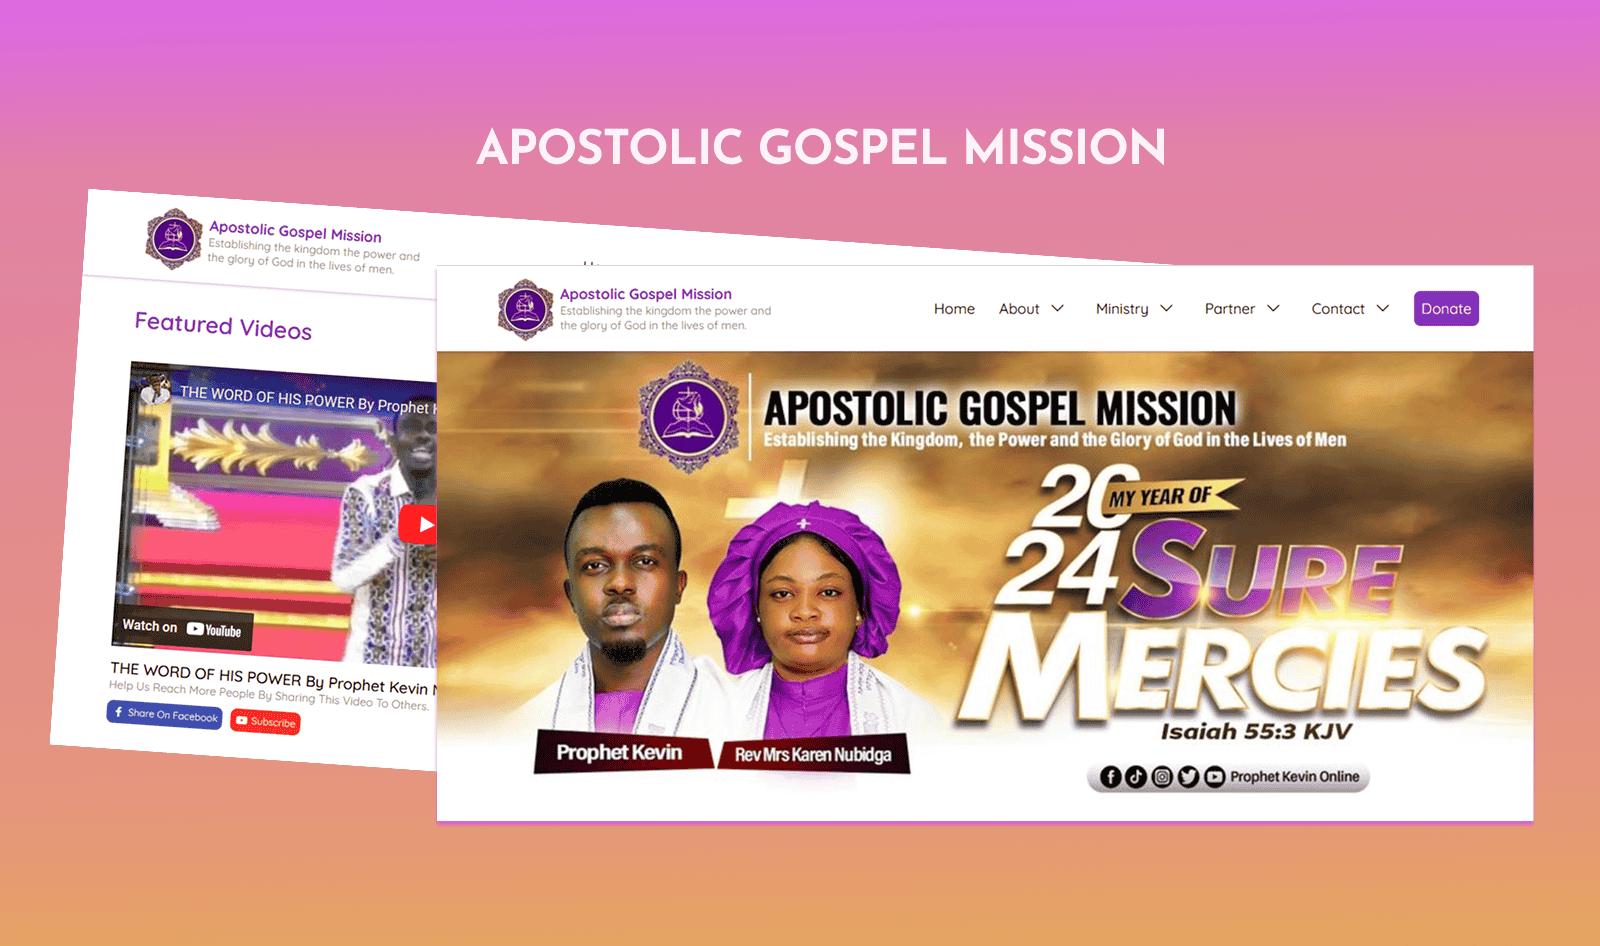 APOSTOLIC GOSPEL MISSION
Apostolic Gospel Mission
Establishing the kingdom the power and
the glory of God in the lives of men.
Featured Videos
THE WORD OF HIS POWER By Prophet
Watch on YouTube
THE WORD OF HIS POWER By Prophet Kevin
Help Us Reach More People By Sharing This Video To Others.
Share On Facebook
Subscribe
Apostolic Gospel Mission
Establishing the kingdom the power and
the glory of God in the lives of men.
Home About Ministry Partner Contact Donate
APOSTOLIC GOSPEL MISSION
Establishing the Kingdom, the Power and the Glory of God in the Lives of Men
2024
MY YEAR OF
SURE
MERCIES
Isaiah 55:3 KJV
Prophet Kevin
Rev Mrs Karen Nubidga
Prophet Kevin Online